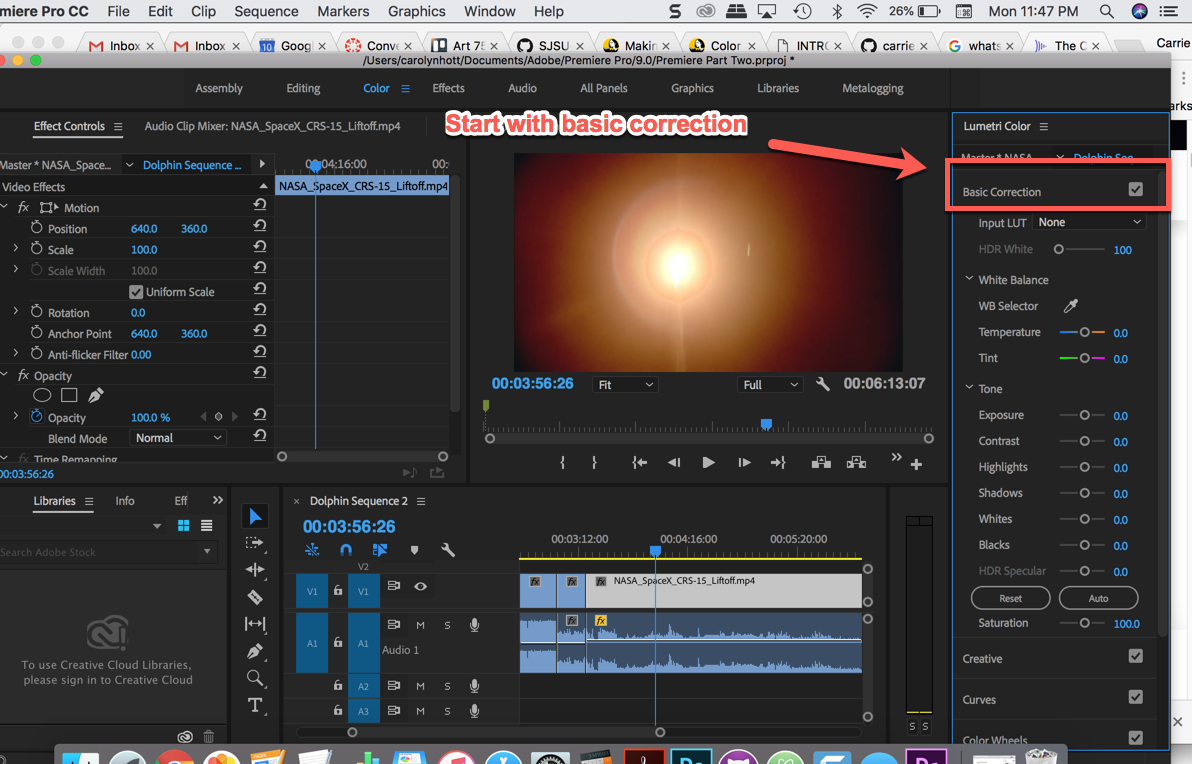 emiere Pro CC File Edit Clip Sequence Markers Graphics Window Help 26% Mon 11:47 PM
Inbox Inbox Googl Conve Art 75 SJSU Makin Color INTRO carrie whats The C Carrie
/Users/carolynhott/Documents/Adobe/Premiere Pro/9.0/Premiere Part Two.prproj *
Assembly Editing Color Effects Audio All Panels Graphics Libraries Metalogging
Start with basic correction
Effect Controls Audio Clip Mixer: NASA_SpaceX_CRS-15_Liftoff.mp4
Master * NASA_Space... Dolphin Sequence ... 00:04:16:00 00:
Video Effects NASA_SpaceX_CRS-15_Liftoff.mp4
fx Motion
Position 640.0 360.0
Scale 100.0
Scale Width 100.0
Uniform Scale
Rotation 0.0
Anchor Point 640.0 360.0
Anti-flicker Filter 0.00
fx Opacity
Opacity 100.0 %
Blend Mode Normal
fx Time Remapping
00:03:56:26
00:03:56:26 Fit Full 00:06:13:07
Lumetri Color
Master * NASA Dolphin Seq
Basic Correction
Input LUT None
HDR White 100
White Balance
WB Selector
Temperature 0.0
Tint 0.0
Tone
Exposure 0.0
Contrast 0.0
Highlights 0.0
Shadows 0.0
Whites 0.0
Blacks 0.0
HDR Specular 0.0
Reset Auto
Saturation 100.0
Creative
Curves
Color Wheels
Libraries Info Eff
Search Adobe Stock
To use Creative Cloud Libraries,
please sign in to Creative Cloud
T
× Dolphin Sequence 2
00:03:56:26
00:03:12:00 00:04:16:00 00:05:20:00
V2
V1 V1 fx fx fx NASA_SpaceX_CRS-15_Liftoff.mp4
A1 A1 M S fx fx
Audio 1
A2 M S
A3 M S
S S